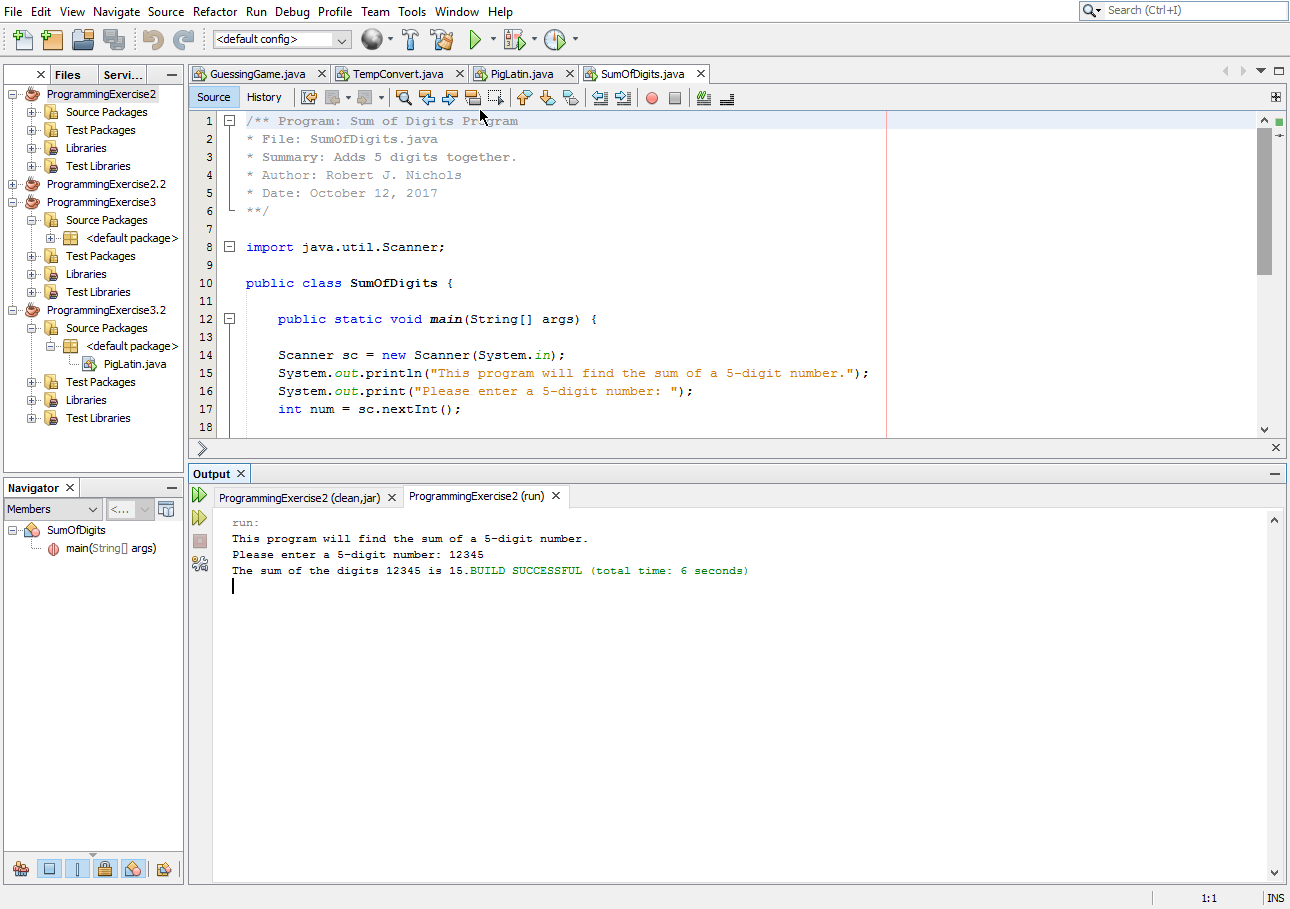 File Edit View Navigate Source Refactor Run Debug Profile Team Tools Window Help
Search (Ctrl+I)
<default config>
Files Servi...
ProgrammingExercise2
Source Packages
Test Packages
Libraries
Test Libraries
ProgrammingExercise2.2
ProgrammingExercise3
Source Packages
<default package>
Test Packages
Libraries
Test Libraries
ProgrammingExercise3.2
Source Packages
<default package>
PigLatin.java
Test Packages
Libraries
Test Libraries
GuessingGame.java TempConvert.java PigLatin.java SumOfDigits.java
Source History
1 /** Program: Sum of Digits Program
2 * File: SumOfDigits.java
3 * Summary: Adds 5 digits together.
4 * Author: Robert J. Nichols
5 * Date: October 12, 2017
6 **/
7
8 import java.util.Scanner;
9
10 public class SumOfDigits {
11
12 public static void main(String[] args) {
13
14 Scanner sc = new Scanner(System.in);
15 System.out.println("This program will find the sum of a 5-digit number.");
16 System.out.print("Please enter a 5-digit number: ");
17 int num = sc.nextInt();
18
Navigator
Members <...
SumOfDigits
main(String[] args)
Output
ProgrammingExercise2 (clean,jar) ProgrammingExercise2 (run)
run:
This program will find the sum of a 5-digit number.
Please enter a 5-digit number: 12345
The sum of the digits 12345 is 15.BUILD SUCCESSFUL (total time: 6 seconds)
1:1 INS